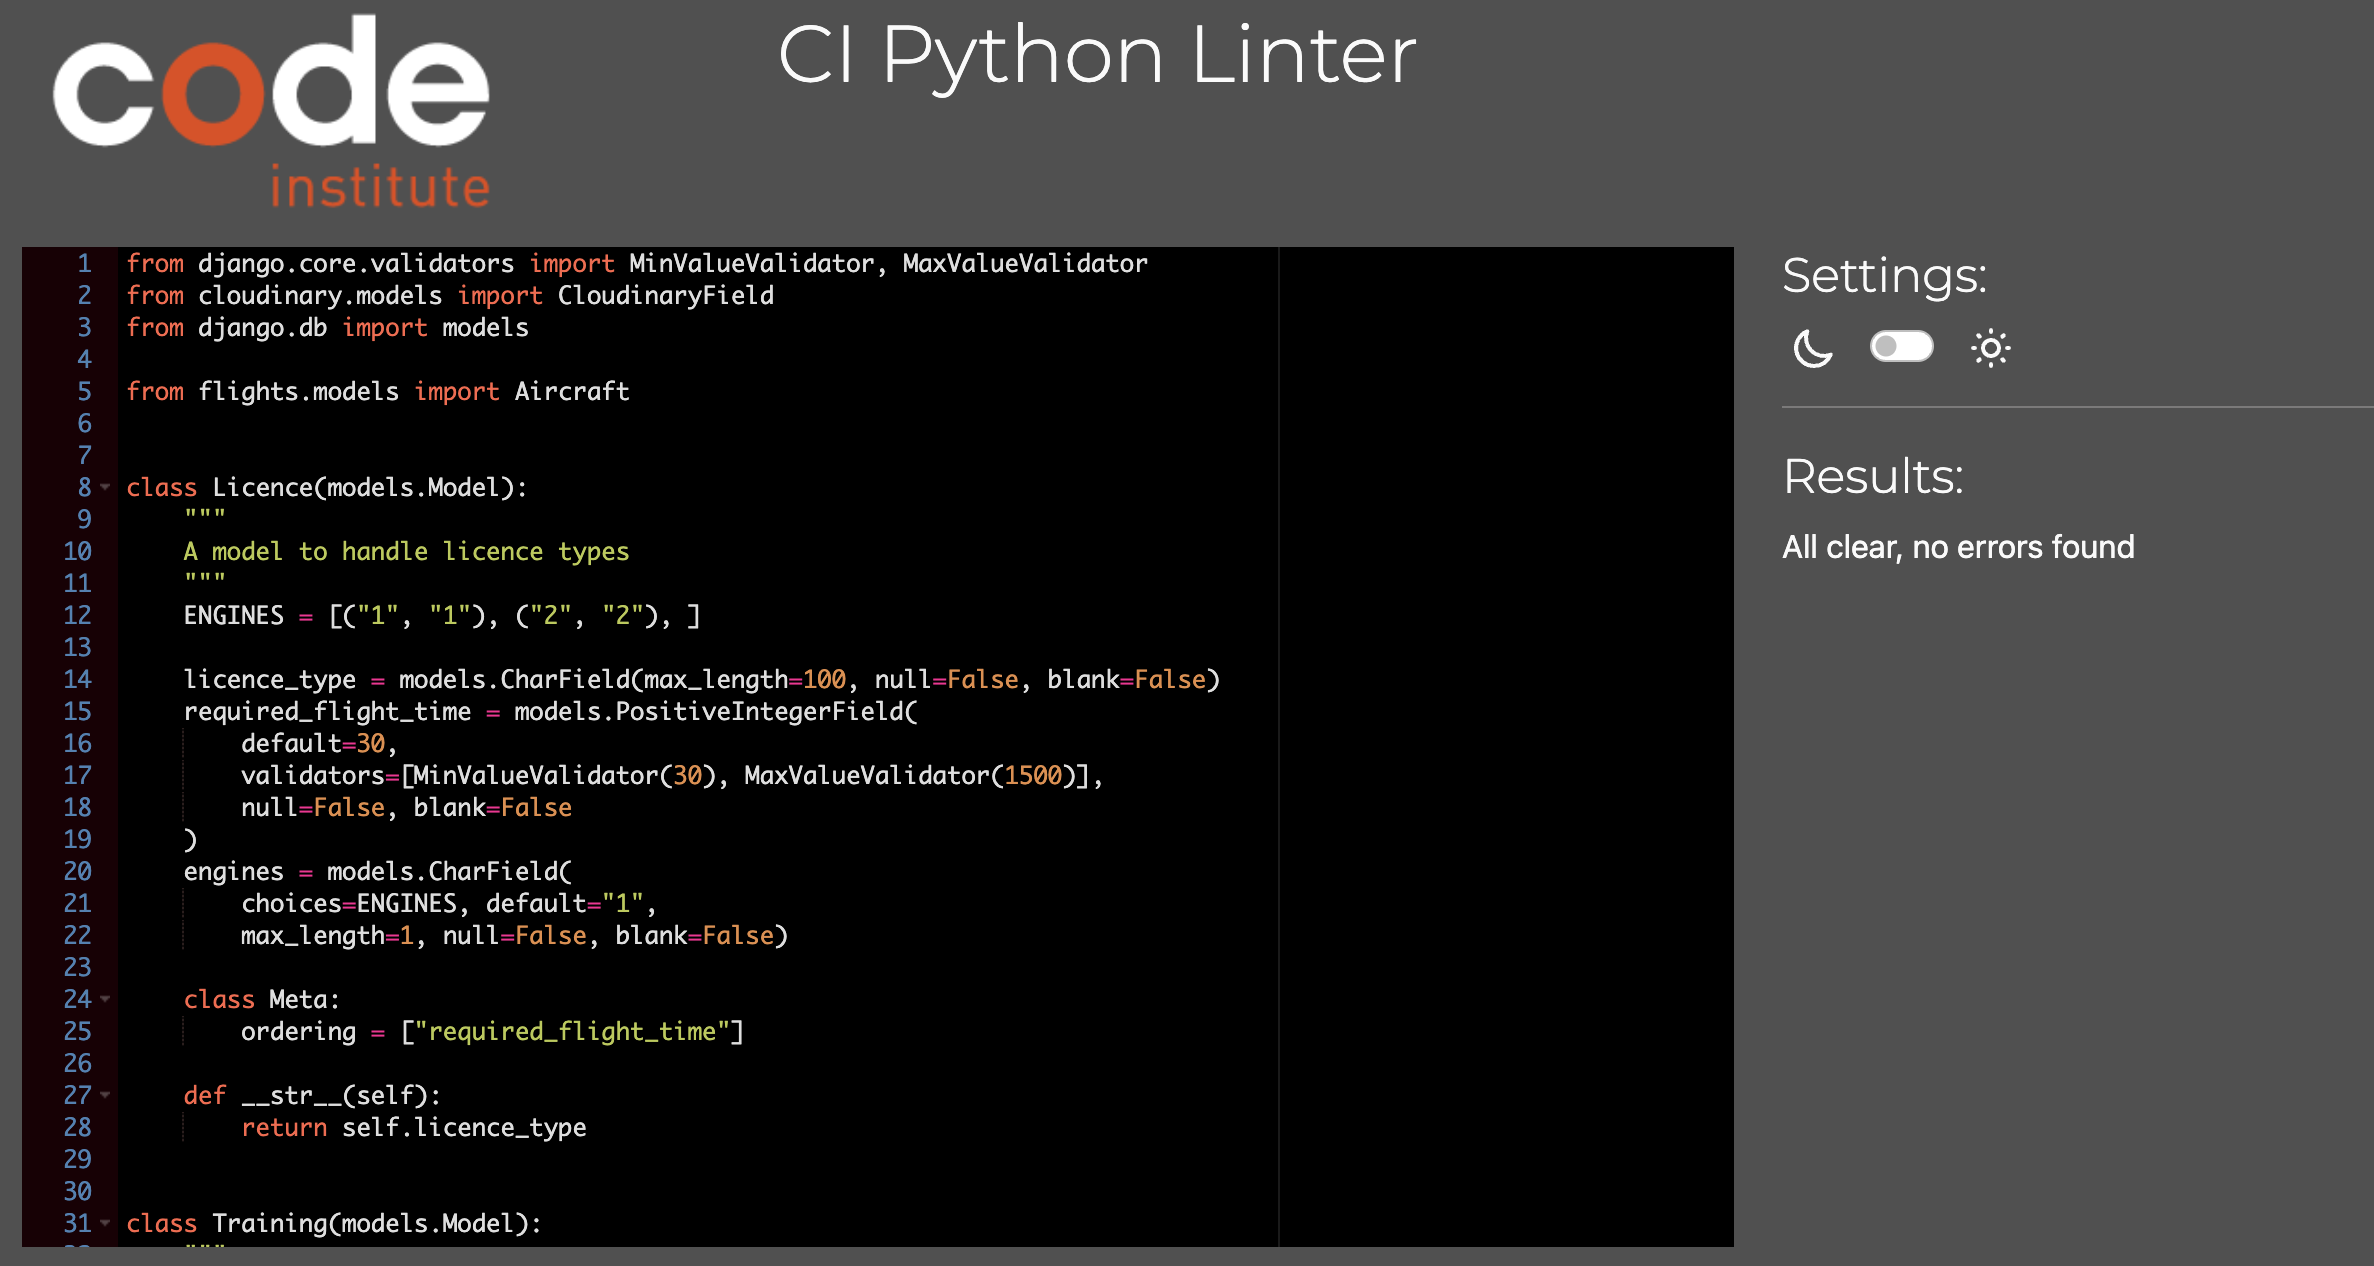 code
institute
CI Python Linter
1 from django.core.validators import MinValueValidator, MaxValueValidator
2 from cloudinary.models import CloudinaryField
3 from django.db import models
4
5 from flights.models import Aircraft
6
7
8 class Licence(models.Model):
9     """
10     A model to handle licence types
11     """
12     ENGINES = [("1", "1"), ("2", "2"), ]
13
14     licence_type = models.CharField(max_length=100, null=False, blank=False)
15     required_flight_time = models.PositiveIntegerField(
16         default=30,
17         validators=[MinValueValidator(30), MaxValueValidator(1500)],
18         null=False, blank=False
19     )
20     engines = models.CharField(
21         choices=ENGINES, default="1",
22         max_length=1, null=False, blank=False)
23
24     class Meta:
25         ordering = ["required_flight_time"]
26
27     def __str__(self):
28         return self.licence_type
29
30
31 class Training(models.Model):
    """
Settings:
Results:
All clear, no errors found